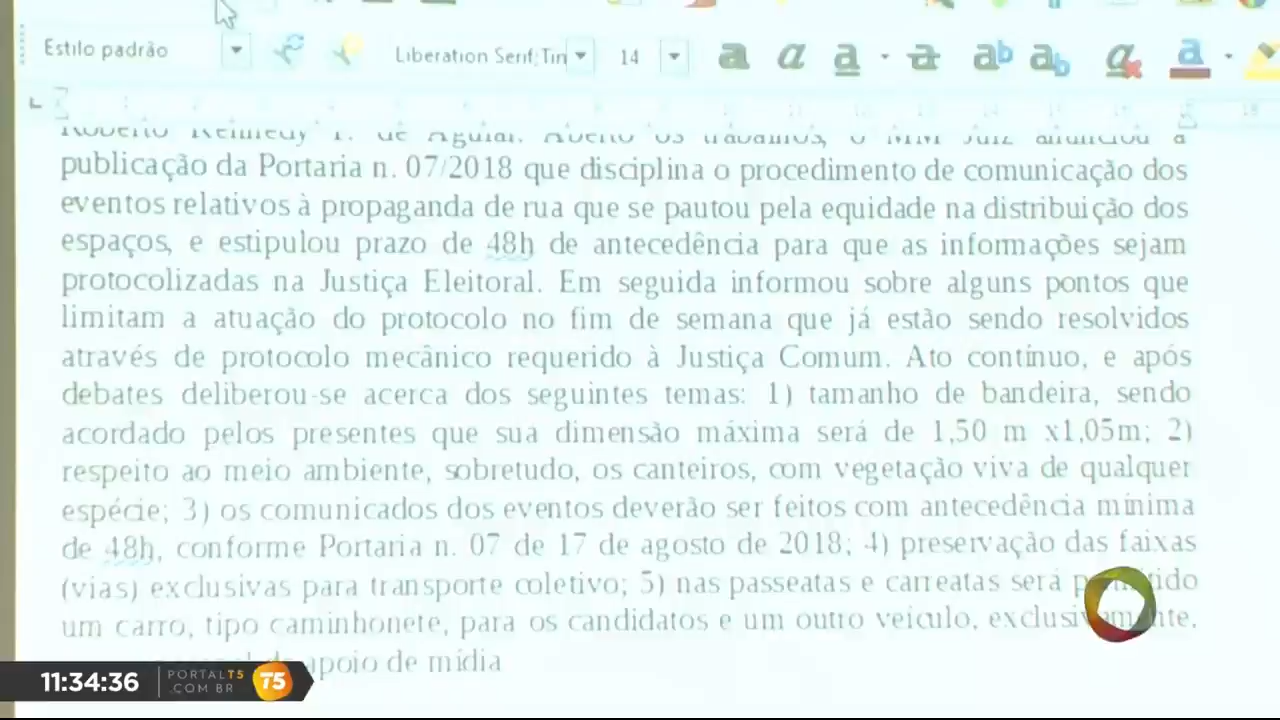 Estilo padrão
Liberation Serif;Tin
14
publicação da Portaria n. 07/2018 que disciplina o procedimento de comunicação dos
eventos relativos à propaganda de rua que se pautou pela equidade na distribuição dos
espaços, e estipulou prazo de 48h de antecedência para que as informações sejam
protocolizadas na Justiça Eleitoral. Em seguida informou sobre alguns pontos que
limitam a atuação do protocolo no fim de semana que já estão sendo resolvidos
através de protocolo mecânico requerido à Justiça Comum. Ato contínuo, e após
debates deliberou-se acerca dos seguintes temas: 1) tamanho de bandeira, sendo
acordado pelos presentes que sua dimensão máxima será de 1,50 m x1,05m; 2)
respeito ao meio ambiente, sobretudo, os canteiros, com vegetação viva de qualquer
espécie; 3) os comunicados dos eventos deverão ser feitos com antecedência mínima
de 48h, conforme Portaria n. 07 de 17 de agosto de 2018; 4) preservação das faixas
(vias) exclusivas para transporte coletivo; 5) nas passeatas e carreatas será permitido
um carro, tipo caminhonete, para os candidatos e um outro veículo, exclusivamente,
apoio de mídia
11:34:36
PORTALT5
.COM.BR
T5